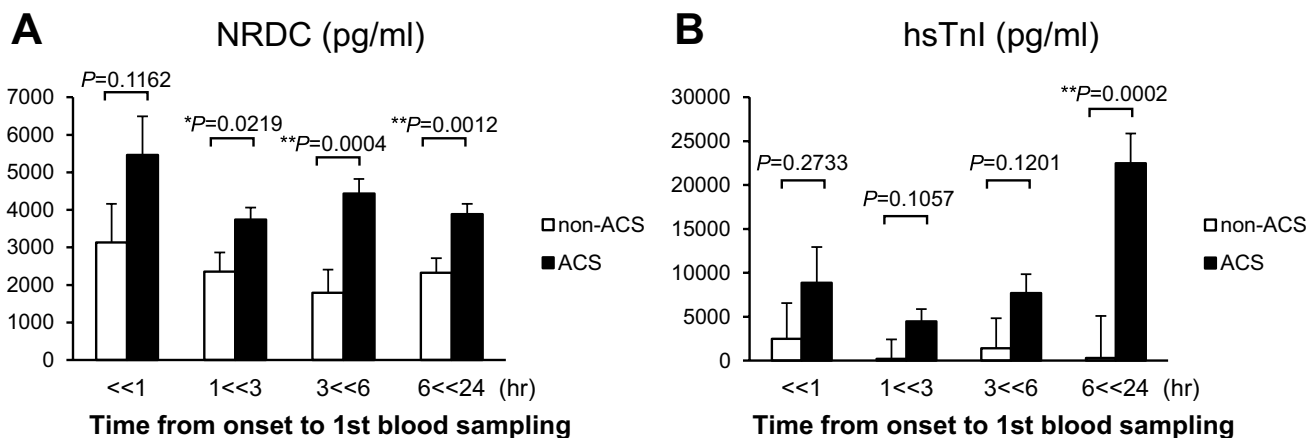 A
NRDC (pg/ml)
P=0.1162
*P=0.0219
**P=0.0004
**P=0.0012
7000
6000
5000
4000
3000
2000
1000
0
non-ACS
ACS
<<1
1<<3
3<<6
6<<24
(hr)
Time from onset to 1st blood sampling
B
hsTnI (pg/ml)
P=0.2733
P=0.1057
P=0.1201
**P=0.0002
30000
25000
20000
15000
10000
5000
0
non-ACS
ACS
<<1
1<<3
3<<6
6<<24
(hr)
Time from onset to 1st blood sampling